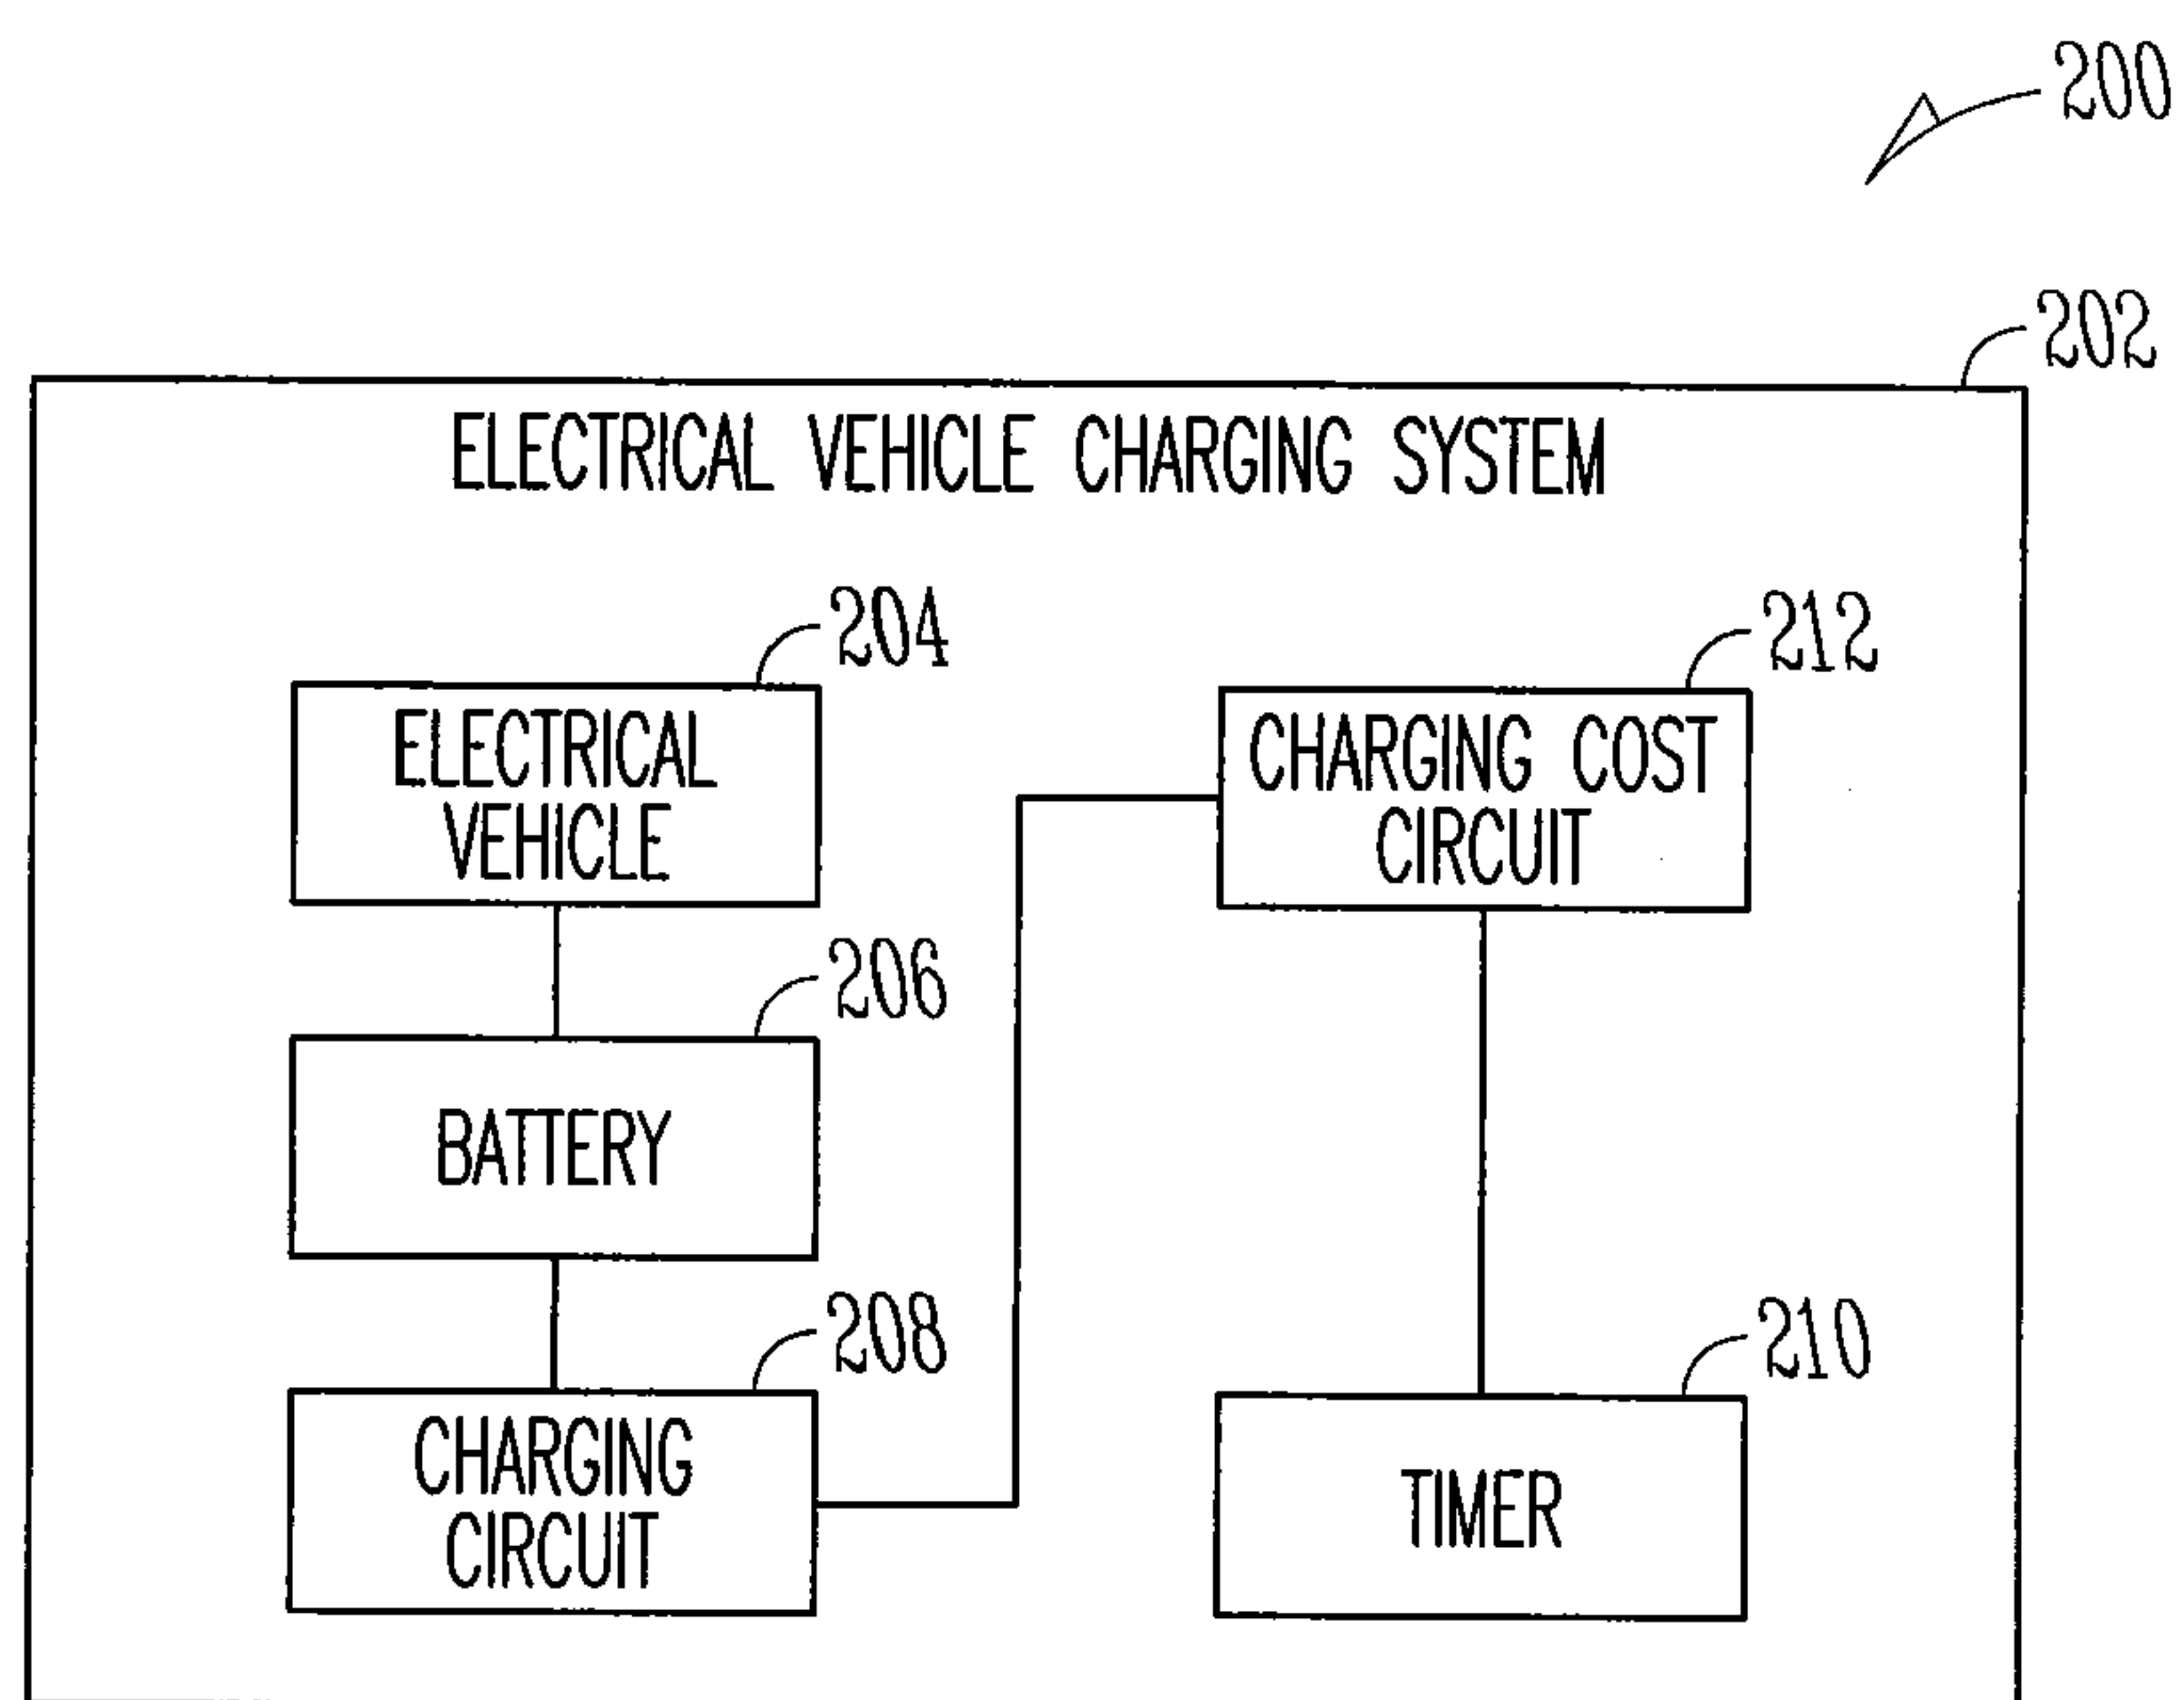 200
202
ELECTRICAL VEHICLE CHARGING SYSTEM
204
ELECTRICAL
VEHICLE
212
CHARGING COST
CIRCUIT
206
BATTERY
208
CHARGING
CIRCUIT
210
TIMER